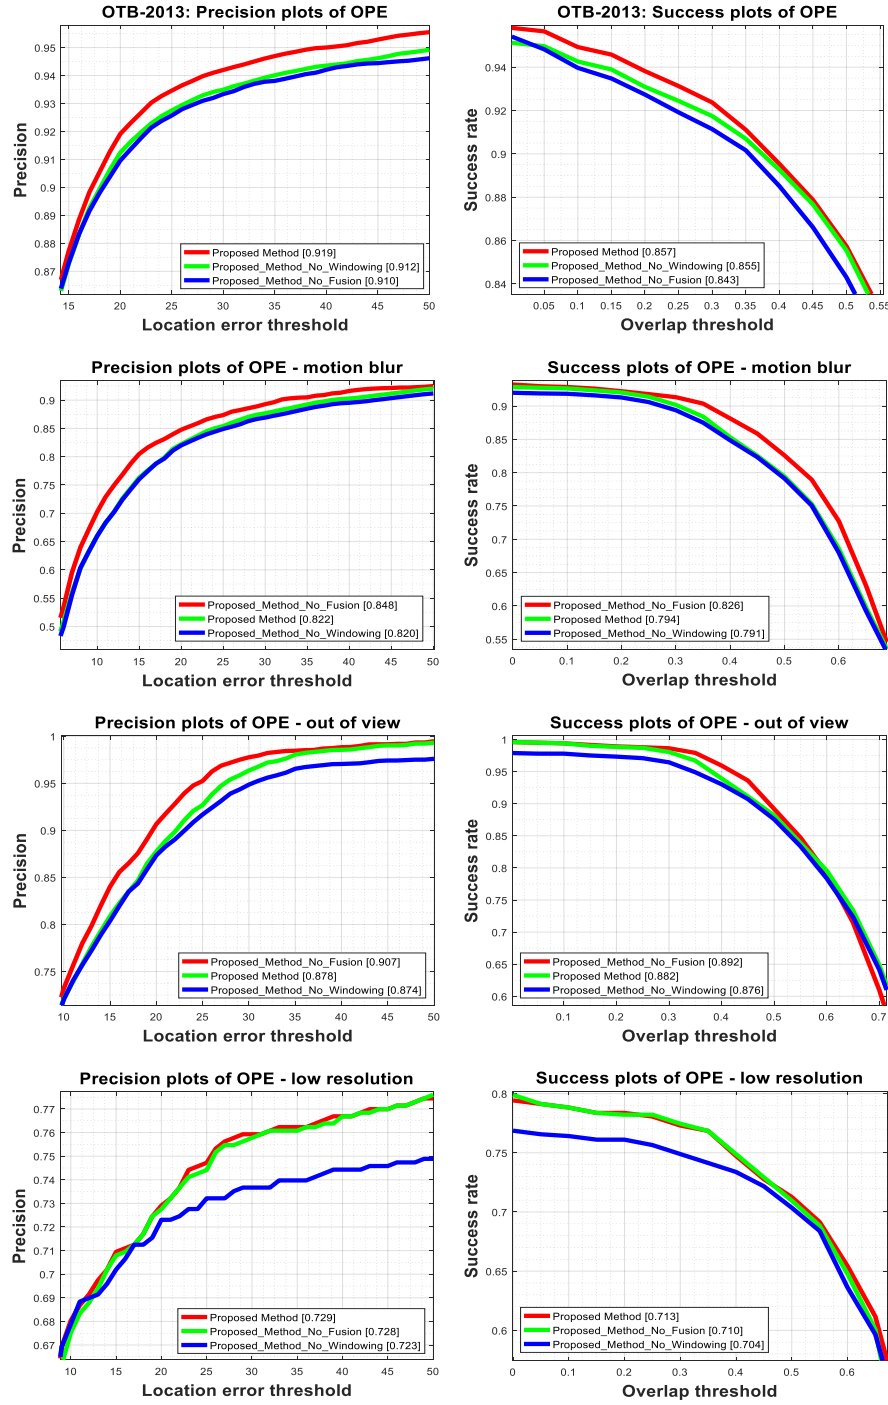 OTB-2013: Precision plots of OPE
0.95
0.94
0.93
0.92
0.91
0.9
0.89
0.88
0.87
Precision
Proposed Method [0.919]
Proposed_Method_No_Windowing [0.912]
Proposed_Method_No_Fusion [0.910]
15 20 25 30 35 40 45 50
Location error threshold
OTB-2013: Success plots of OPE
0.94
0.92
0.9
0.88
0.86
0.84
Success rate
Proposed Method [0.857]
Proposed_Method_No_Windowing [0.855]
Proposed_Method_No_Fusion [0.843]
0.05 0.1 0.15 0.2 0.25 0.3 0.35 0.4 0.45 0.5 0.55
Overlap threshold
Precision plots of OPE - motion blur
0.9
0.85
0.8
0.75
0.7
0.65
0.6
0.55
0.5
Precision
Proposed_Method_No_Fusion [0.848]
Proposed Method [0.822]
Proposed_Method_No_Windowing [0.820]
10 15 20 25 30 35 40 45 50
Location error threshold
Success plots of OPE - motion blur
0.9
0.85
0.8
0.75
0.7
0.65
0.6
0.55
Success rate
Proposed_Method_No_Fusion [0.826]
Proposed Method [0.794]
Proposed_Method_No_Windowing [0.791]
0 0.1 0.2 0.3 0.4 0.5 0.6
Overlap threshold
Precision plots of OPE - out of view
1
0.95
0.9
0.85
0.8
0.75
Precision
Proposed_Method_No_Fusion [0.907]
Proposed Method [0.878]
Proposed_Method_No_Windowing [0.874]
10 15 20 25 30 35 40 45 50
Location error threshold
Success plots of OPE - out of view
1
0.95
0.9
0.85
0.8
0.75
0.7
0.65
0.6
Success rate
Proposed_Method_No_Fusion [0.892]
Proposed Method [0.882]
Proposed_Method_No_Windowing [0.876]
0.1 0.2 0.3 0.4 0.5 0.6 0.7
Overlap threshold
Precision plots of OPE - low resolution
0.77
0.76
0.75
0.74
0.73
0.72
0.71
0.7
0.69
0.68
0.67
Precision
Proposed Method [0.729]
Proposed_Method_No_Fusion [0.728]
Proposed_Method_No_Windowing [0.723]
10 15 20 25 30 35 40 45 50
Location error threshold
Success plots of OPE - low resolution
0.8
0.75
0.7
0.65
0.6
Success rate
Proposed Method [0.713]
Proposed_Method_No_Fusion [0.710]
Proposed_Method_No_Windowing [0.704]
0 0.1 0.2 0.3 0.4 0.5 0.6
Overlap threshold